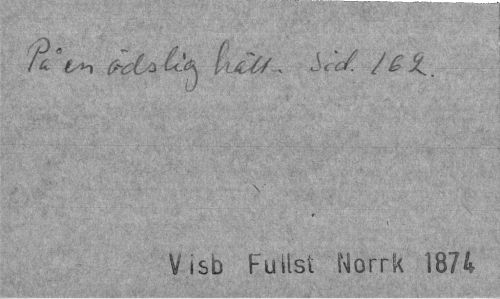 På en ödslig hätt. Sid. 162.
Visb Fullst Norrk 1874